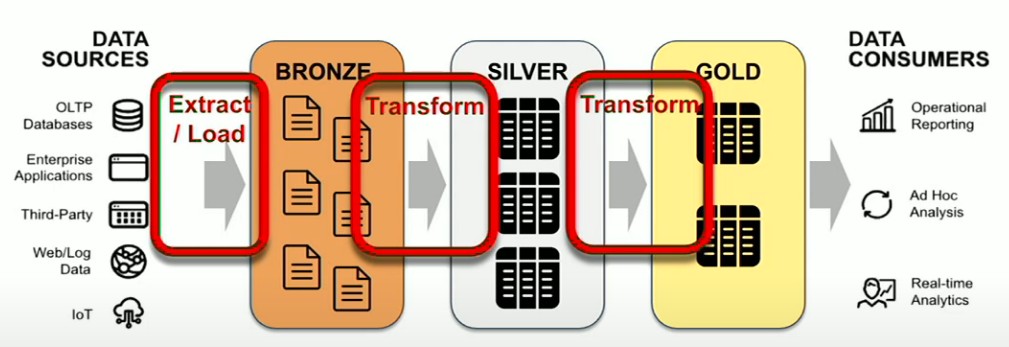 DATA
SOURCES
OLTP
Databases
Enterprise
Applications
Third-Party
Web/Log
Data
IoT
Extract
/ Load
BRONZE
Transform
SILVER
Transform
GOLD
DATA
CONSUMERS
Operational
Reporting
Ad Hoc
Analysis
Real-time
Analytics